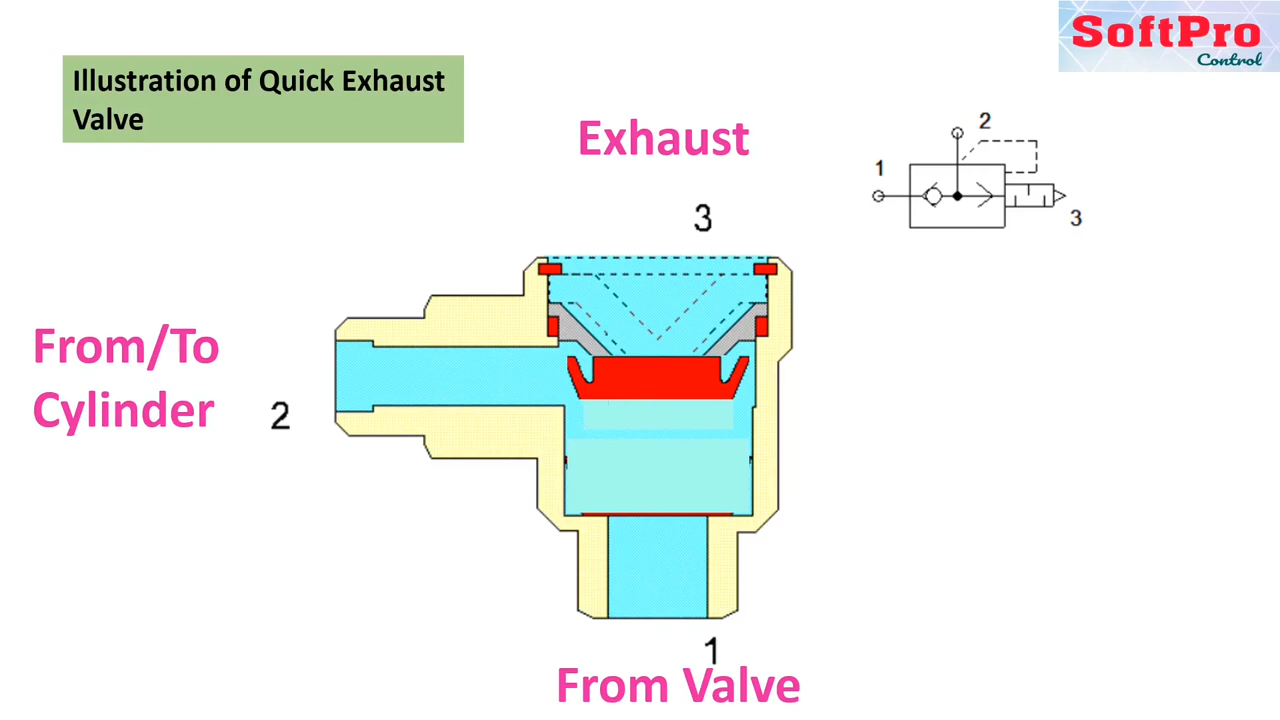 SoftPro
Control
Illustration of Quick Exhaust
Valve
Exhaust
2
1
3
3
From/To
Cylinder
2
1
From Valve